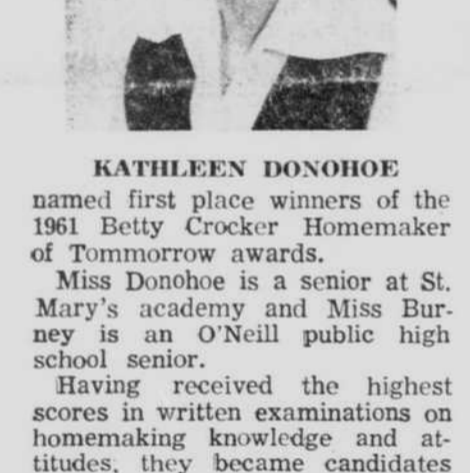 KATHLEEN DONOHOE
named first place winners of the
1961 Betty Crocker Homemaker
of Tommorrow awards.
Miss Donohoe is a senior at St.
Mary's academy and Miss Bur-
ney is an O'Neill public high
school senior.
Having received the highest
scores in written examinations on
homemaking knowledge and at-
titudes, they became candidates